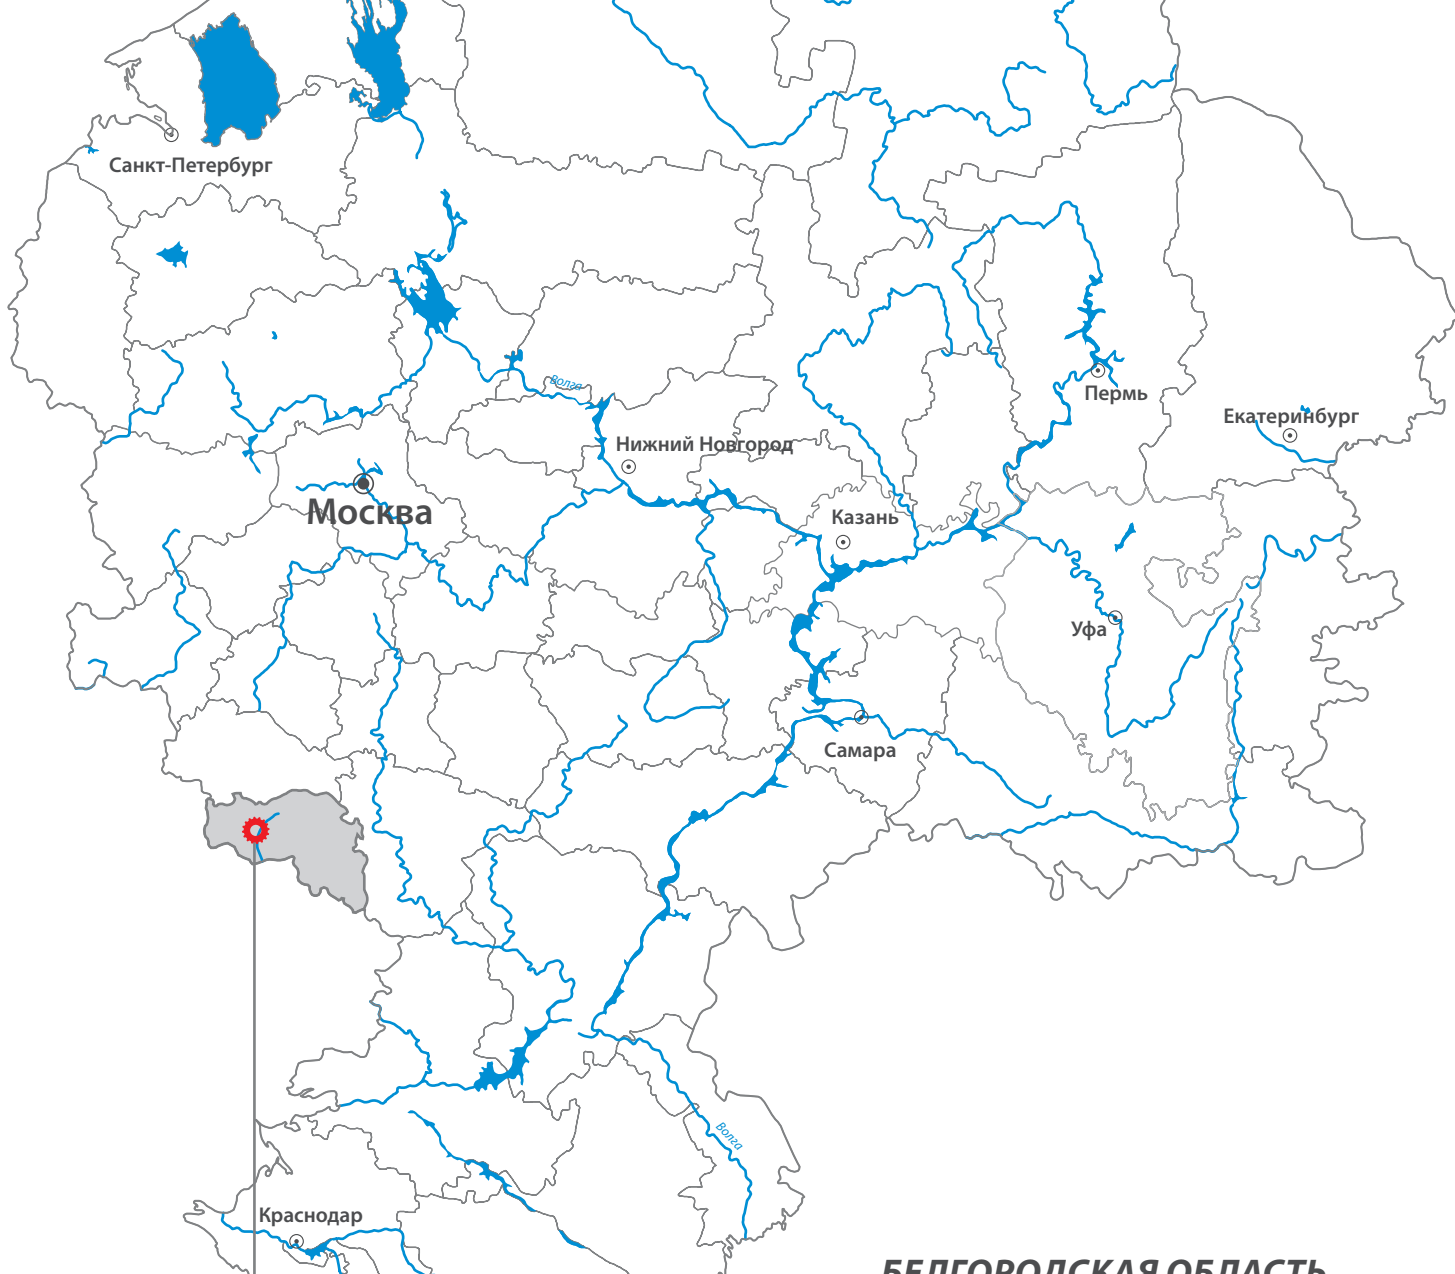 Санкт-Петербург
Волга
Пермь
Екатеринбург
Нижний Новгород
Москва
Казань
Уфа
Самара
Волга
Краснодар
БЕЛГОРОДСКАЯ ОБЛАСТЬ